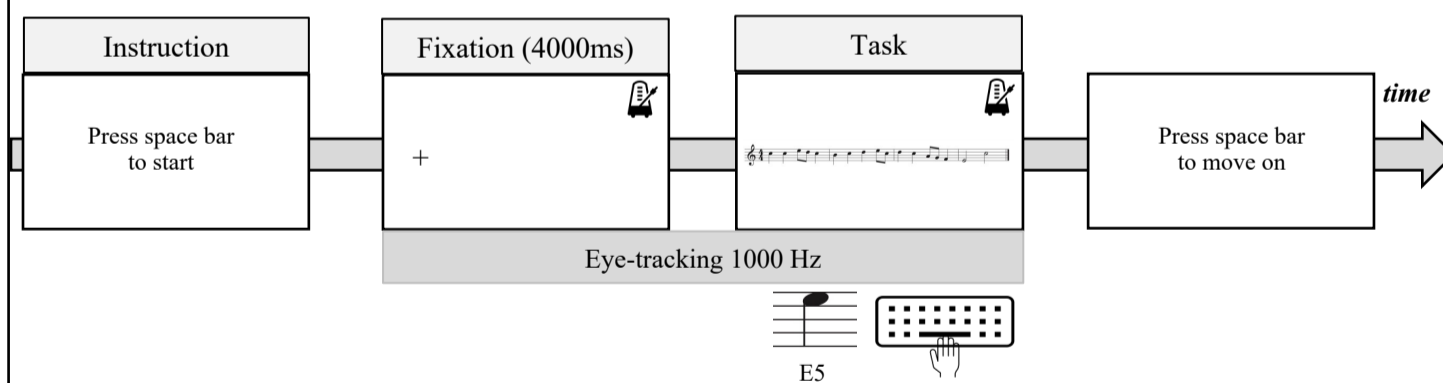 Instruction
Press space bar
to start
Fixation (4000ms)
+
Task
Press space bar
to move on
time
Eye-tracking 1000 Hz
E5